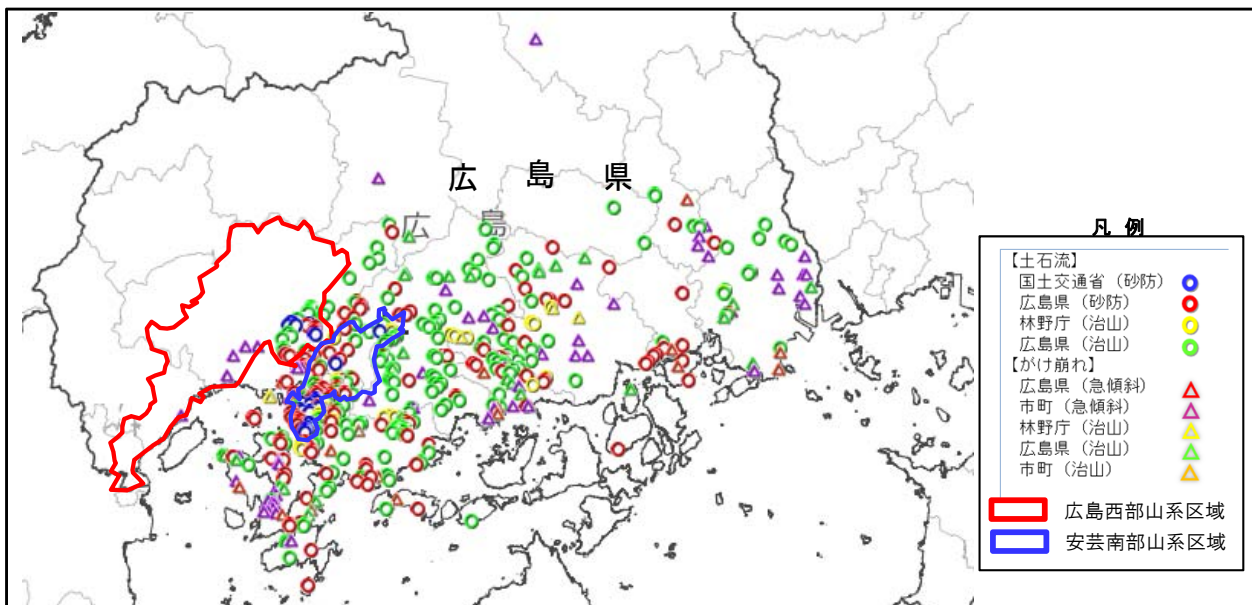 広島県
広島
凡例
【土石流】
国土交通省（砂防）
広島県（砂防）
林野庁（治山）
広島県（治山）
【がけ崩れ】
広島県（急傾斜）
市町（急傾斜）
林野庁（治山）
広島県（治山）
市町（治山）
広島西部山系区域
安芸南部山系区域